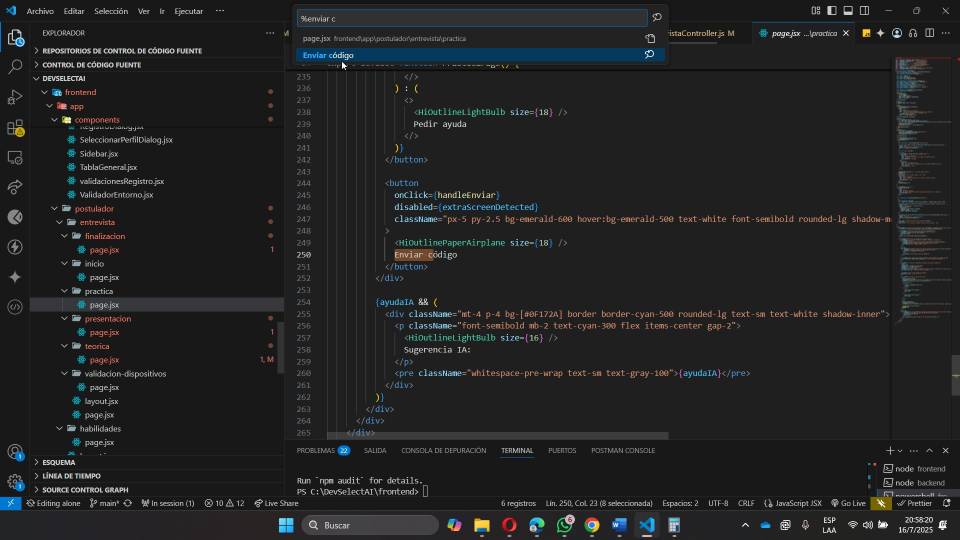 Archivo Editar Selección Ver Ir Ejecutar ···
%enviar c
page.jsx frontend\app\postulador\entrevista\practica
Enviar código
istaController.js M
page.jsx ...\practica
EXPLORADOR
REPOSITORIOS DE CONTROL DE CÓDIGO FUENTE
CONTROL DE CÓDIGO FUENTE
DEVSELECTAI
frontend
app
components
RegistroDialog.jsx
SeleccionarPerfilDialog.jsx
Sidebar.jsx
TablaGeneral.jsx
validacionesRegistro.jsx
ValidadorEntorno.jsx
postulador
entrevista
finalizacion
page.jsx 1
inicio
page.jsx
practica
page.jsx
presentacion
page.jsx 1
teorica
page.jsx 1, M
validacion-dispositivos
page.jsx
layout.jsx
page.jsx
habilidades
page.jsx
ESQUEMA
LÍNEA DE TIEMPO
SOURCE CONTROL GRAPH
235 </>
236 ) : (
237 <>
238 <HiOutlineLightBulb size={18} />
239 Pedir ayuda
240 </>
241 )}
242 </button>
243
244 <button
245 onClick={handleEnviar}
246 disabled={extraScreenDetected}
247 className="px-5 py-2.5 bg-emerald-600 hover:bg-emerald-500 text-white font-semibold rounded-lg shadow-m
248 >
249 <HiOutlinePaperAirplane size={18} />
250 Enviar código
251 </button>
252 </div>
253
254 {ayudaIA && (
255 <div className="mt-4 p-4 bg-[#0F172A] border border-cyan-500 rounded-lg text-sm text-white shadow-inner">
256 <p className="font-semibold mb-2 text-cyan-300 flex items-center gap-2">
257 <HiOutlineLightBulb size={16} />
258 Sugerencia IA:
259 </p>
260 <pre className="whitespace-pre-wrap text-sm text-gray-100">{ayudaIA}</pre>
261 </div>
262 )}
263 </div>
264 </div>
265 </div>
PROBLEMAS 22 SALIDA CONSOLA DE DEPURACIÓN TERMINAL PUERTOS POSTMAN CONSOLE
Run `npm audit` for details.
PS C:\DevSelectAI\frontend>
node frontend
node backend
Editing alone main* In session (1) 10 12 Live Share 6 registros Lín. 250, Col. 23 (8 seleccionada) Espacios: 2 UTF-8 CRLF JavaScript JSX Go Live Prettier
Buscar
6
ESP
LAA
20:58:20
16/7/2025